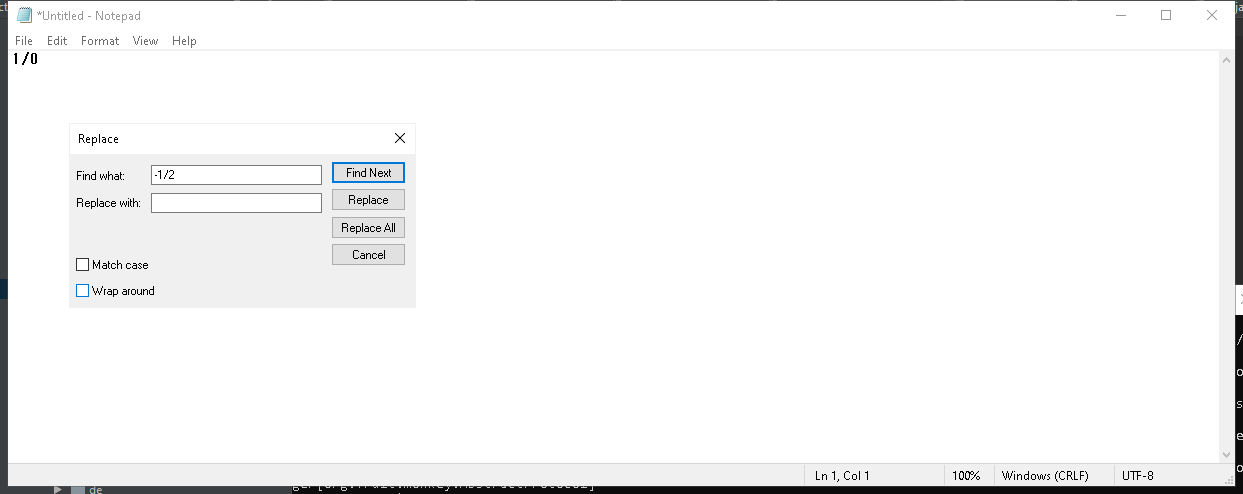 *Untitled - Notepad
File Edit Format View Help
1/0
Replace
Find what: -1/2 Find Next
Replace with: Replace
Replace All
Cancel
Match case
Wrap around
Ln 1, Col 1 100% Windows (CRLF) UTF-8
de